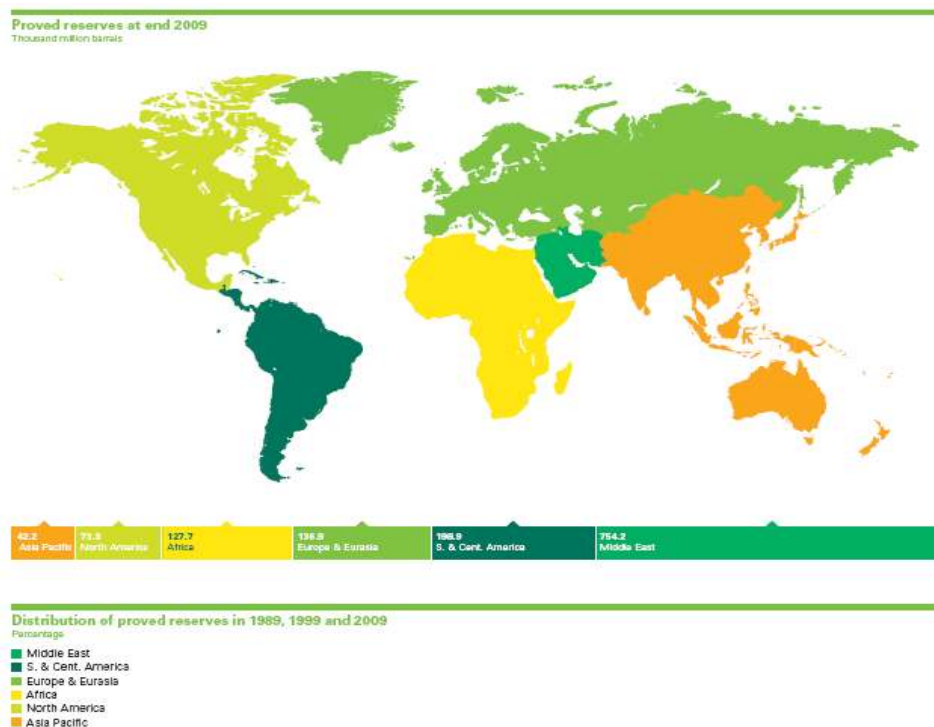 Proved reserves at end 2009
Thousand million barrels
42.2
Asia Pacific
73.3
North America
127.7
Africa
136.9
Europe & Eurasia
198.9
S. & Cent. America
754.2
Middle East
Distribution of proved reserves in 1989, 1999 and 2009
Percentage
Middle East
S. & Cent. America
Europe & Eurasia
Africa
North America
Asia Pacific